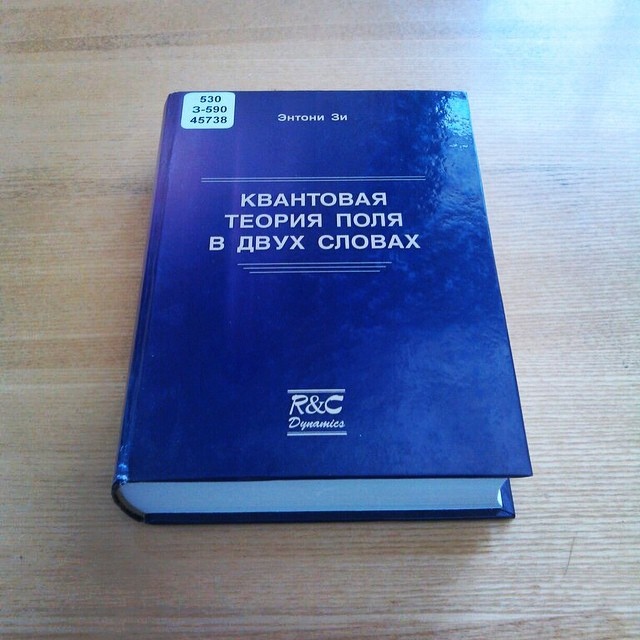 530
З-590
45738
Энтони Зи
КВАНТОВАЯ
ТЕОРИЯ ПОЛЯ
В ДВУХ СЛОВАХ
R&C
Dynamics